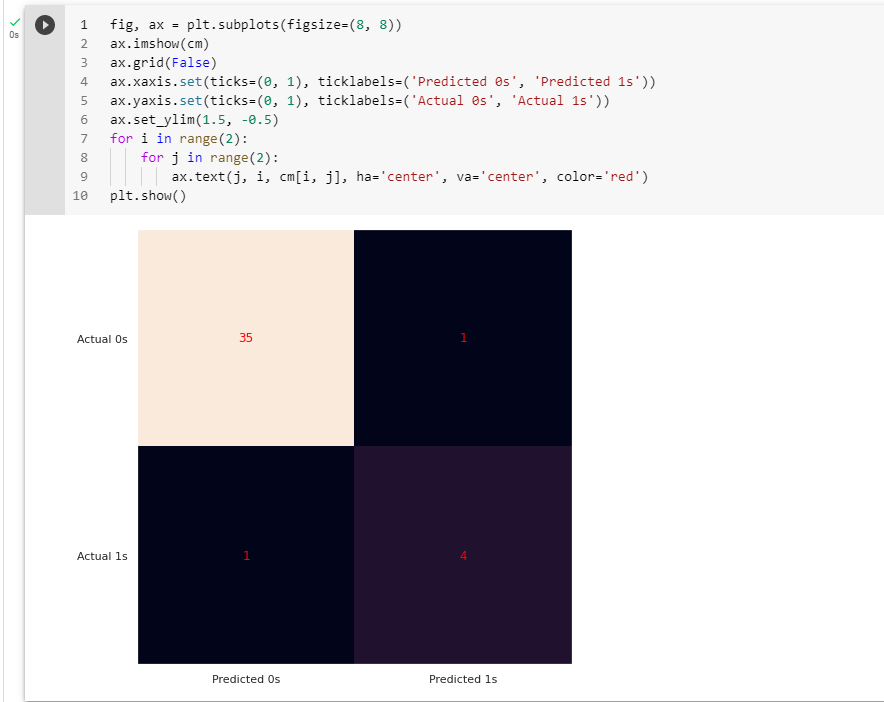 0s
1 fig, ax = plt.subplots(figsize=(8, 8))
2 ax.imshow(cm)
3 ax.grid(False)
4 ax.xaxis.set(ticks=(0, 1), ticklabels=('Predicted 0s', 'Predicted 1s'))
5 ax.yaxis.set(ticks=(0, 1), ticklabels=('Actual 0s', 'Actual 1s'))
6 ax.set_ylim(1.5, -0.5)
7 for i in range(2):
8     for j in range(2):
9         ax.text(j, i, cm[i, j], ha='center', va='center', color='red')
10 plt.show()
Actual 0s 35 1
Actual 1s 1 4
Predicted 0s Predicted 1s